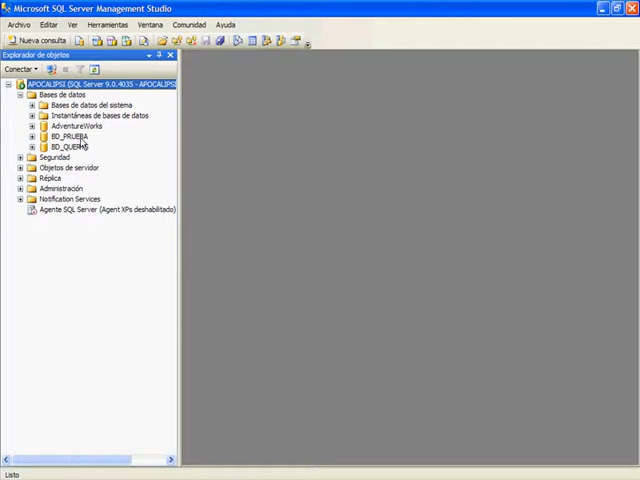 Microsoft SQL Server Management Studio
Archivo Editar Ver Herramientas Ventana Comunidad Ayuda
Nueva consulta
Explorador de objetos
Conectar
APOCALIPSI (SQL Server 9.0.4035 - APOCALIPSI
Bases de datos
Bases de datos del sistema
Instantáneas de bases de datos
AdventureWorks
BD_PRUEBA
Seguridad
Objetos de servidor
Réplica
Administración
Notification Services
Agente SQL Server (Agent XPs deshabilitado)
Listo